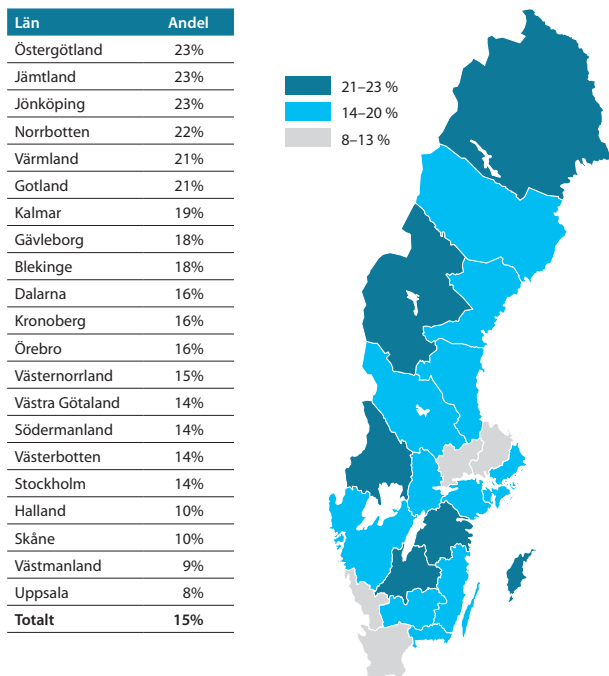 Län Andel
Östergötland 23%
Jämtland 23%
Jönköping 23%
Norrbotten 22%
Värmland 21%
Gotland 21%
Kalmar 19%
Gävleborg 18%
Blekinge 18%
Dalarna 16%
Kronoberg 16%
Örebro 16%
Västernorrland 15%
Västra Götaland 14%
Södermanland 14%
Västerbotten 14%
Stockholm 14%
Halland 10%
Skåne 10%
Västmanland 9%
Uppsala 8%
Totalt 15%
21–23 %
14–20 %
8–13 %